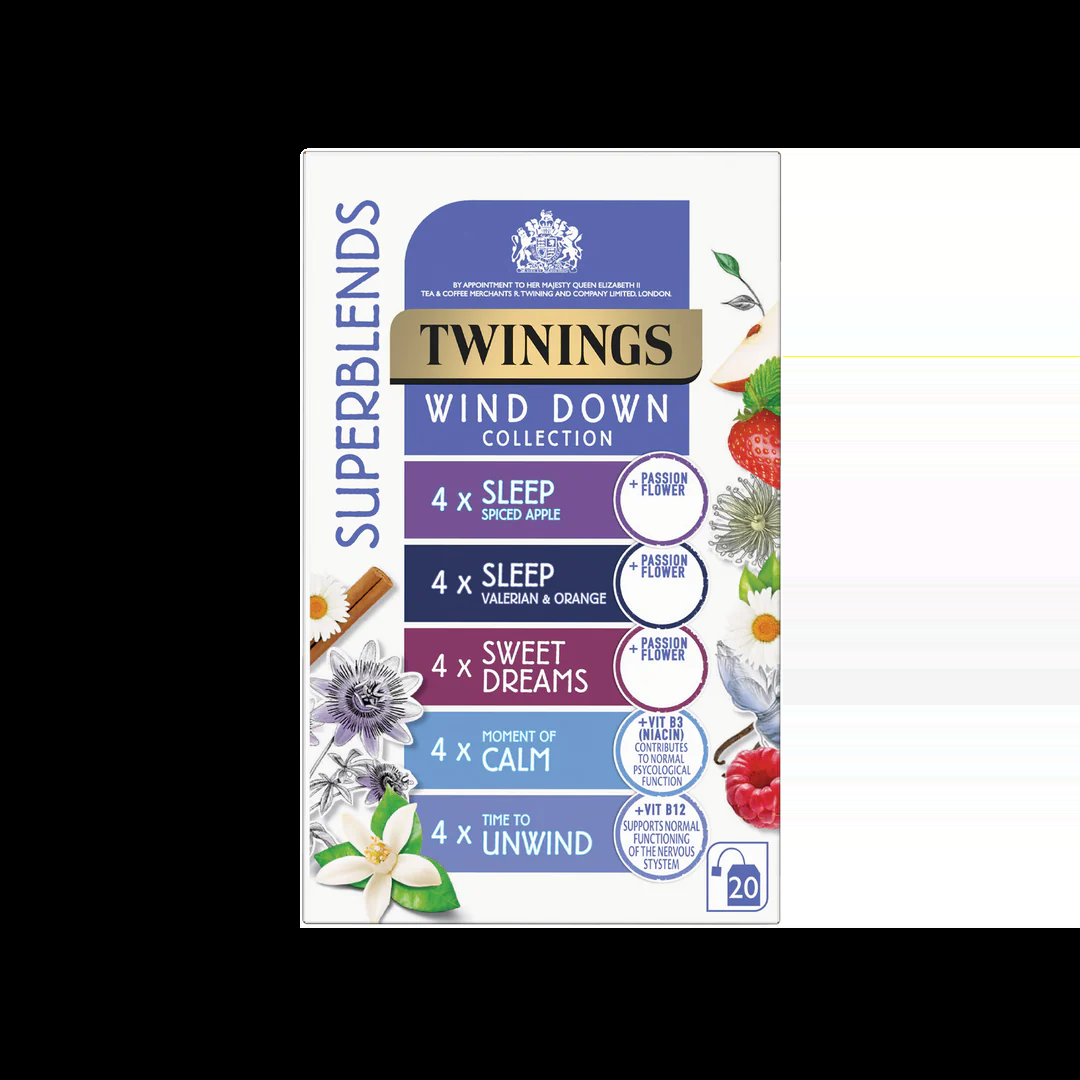 SUPERBLENDS
BY APPOINTMENT TO HER MAJESTY QUEEN ELIZABETH II
TEA & COFFEE MERCHANTS R. TWINING AND COMPANY LIMITED, LONDON.
TWININGS
WIND DOWN
COLLECTION
4 x SLEEP
SPICED APPLE
+ PASSION
FLOWER
4 x SLEEP
VALERIAN & ORANGE
+ PASSION
FLOWER
4 x SWEET
DREAMS
+ PASSION
FLOWER
4 x MOMENT OF
CALM
+VIT B3
(NIACIN)
CONTRIBUTES
TO NORMAL
PSYCOLOGICAL
FUNCTION
4 x TIME TO
UNWIND
+VIT B12
SUPPORTS NORMAL
FUNCTIONING
OF THE NERVOUS
STYSTEM
20